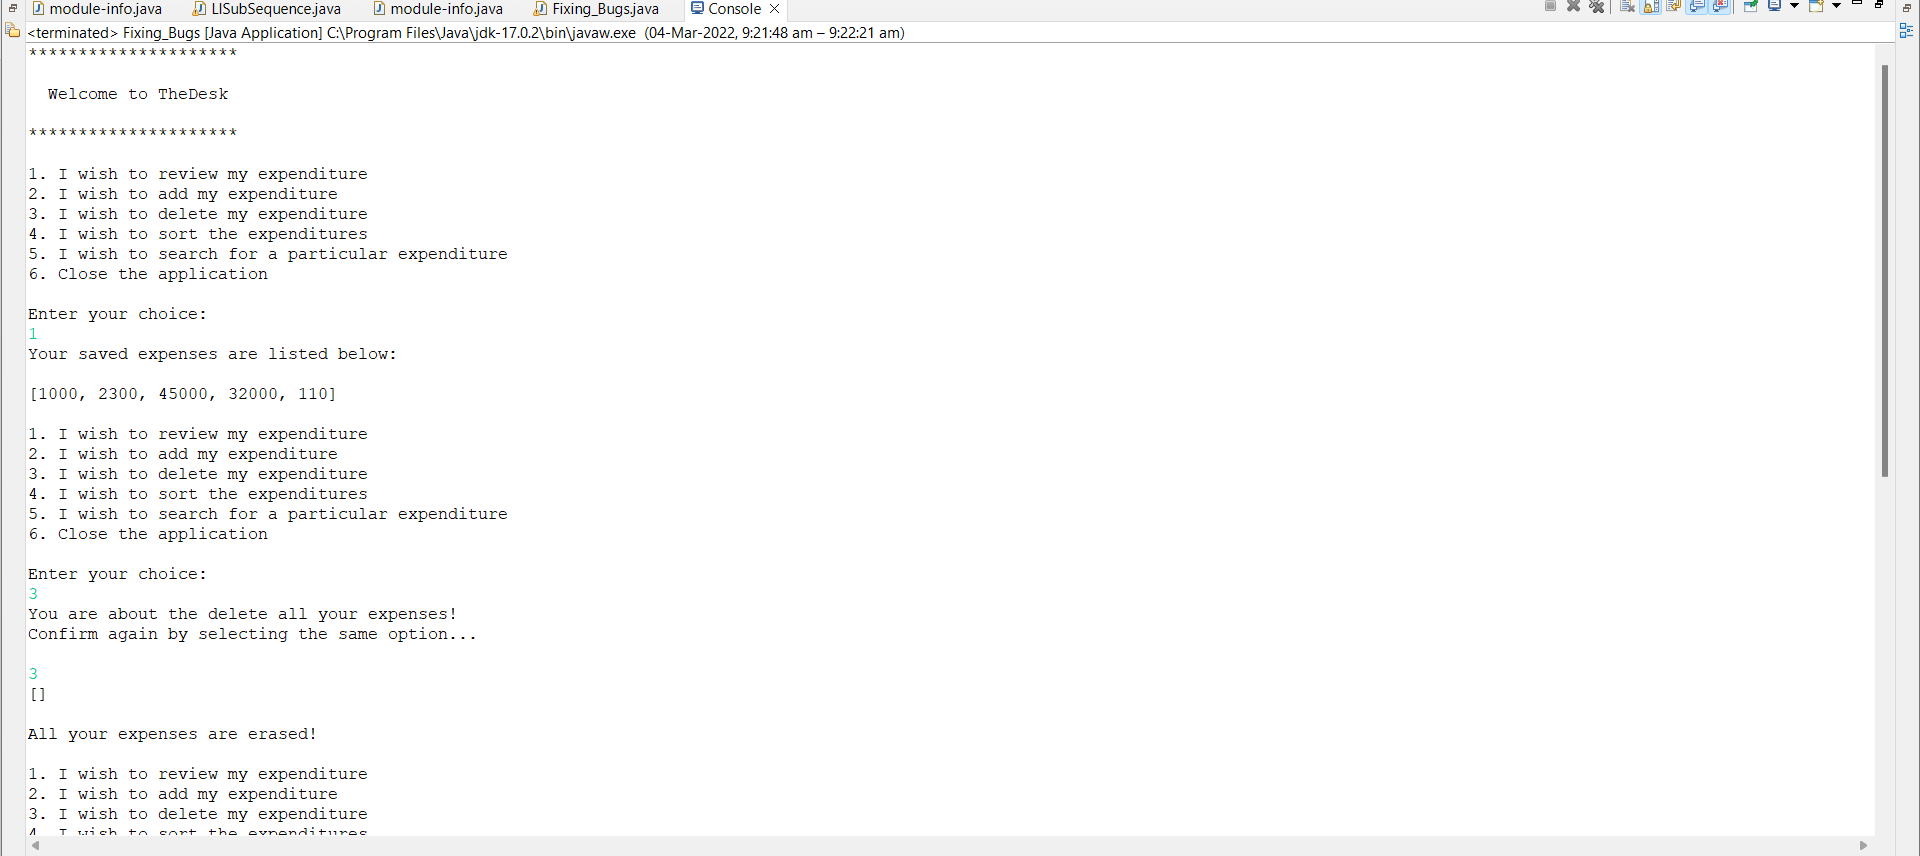 module-info.java LISubSequence.java module-info.java Fixing_Bugs.java Console
<terminated> Fixing_Bugs [Java Application] C:\Program Files\Java\jdk-17.0.2\bin\javaw.exe (04-Mar-2022, 9:21:48 am – 9:22:21 am)
*********************
Welcome to TheDesk
*********************
1. I wish to review my expenditure
2. I wish to add my expenditure
3. I wish to delete my expenditure
4. I wish to sort the expenditures
5. I wish to search for a particular expenditure
6. Close the application
Enter your choice:
1
Your saved expenses are listed below:
[1000, 2300, 45000, 32000, 110]
1. I wish to review my expenditure
2. I wish to add my expenditure
3. I wish to delete my expenditure
4. I wish to sort the expenditures
5. I wish to search for a particular expenditure
6. Close the application
Enter your choice:
3
You are about the delete all your expenses!
Confirm again by selecting the same option...
3
[]
All your expenses are erased!
1. I wish to review my expenditure
2. I wish to add my expenditure
3. I wish to delete my expenditure
4. I wish to sort the expenditures